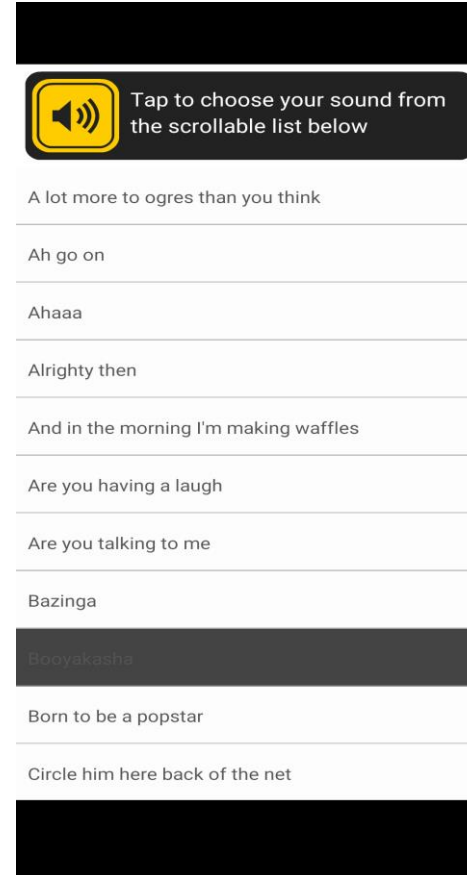 Tap to choose your sound from
the scrollable list below
A lot more to ogres than you think
Ah go on
Ahaaa
Alrighty then
And in the morning I'm making waffles
Are you having a laugh
Are you talking to me
Bazinga
Booyakasha
Born to be a popstar
Circle him here back of the net